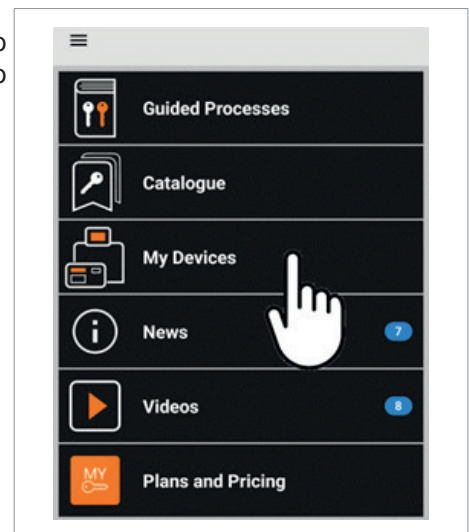 o
o
Guided Processes
Catalogue
My Devices
i
News
7
Videos
8
MY
Plans and Pricing